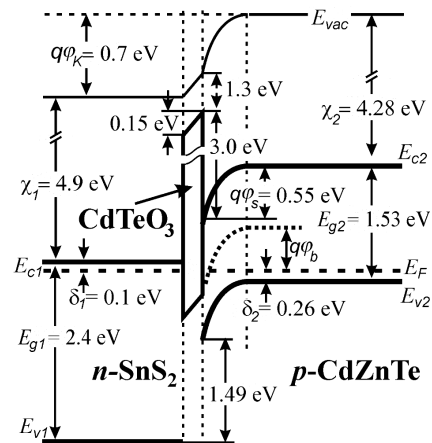 E_vac
qφ_K = 0.7 eV
1.3 eV
0.15 eV
χ_2 = 4.28 eV
3.0 eV
χ_1 = 4.9 eV
CdTeO_3
E_c2
qφ_s = 0.55 eV
E_g2 = 1.53 eV
qφ_b
E_c1
E_F
δ_1 = 0.1 eV
δ_2 = 0.26 eV
E_v2
E_g1 = 2.4 eV
n-SnS_2
p-CdZnTe
1.49 eV
E_v1